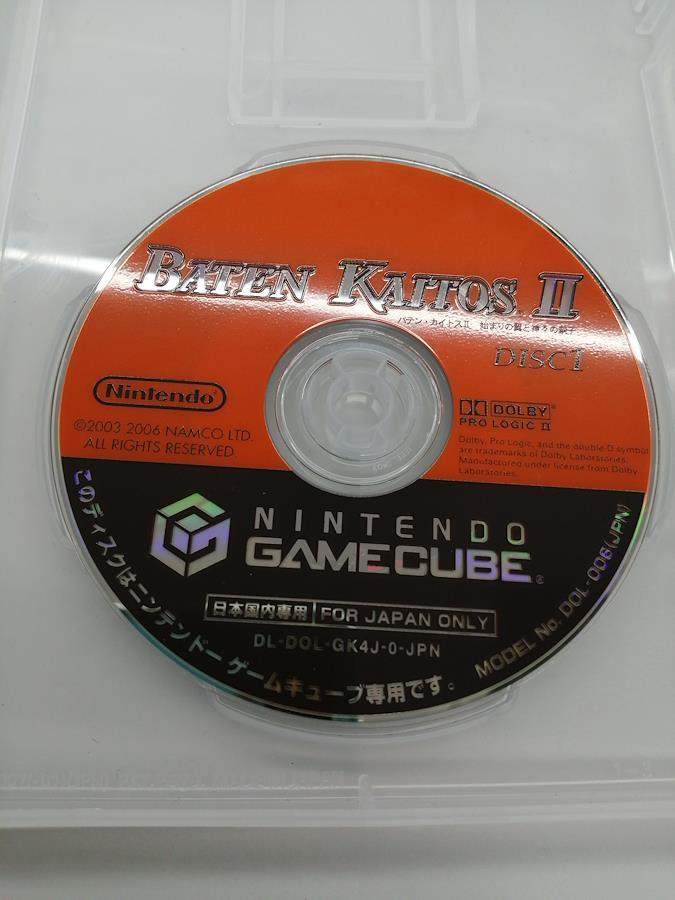 BATEN KAITOS II
バテン・カイトスII 始まりの翼と神々の嗣子
DISC1
Nintendo
©2003 2006 NAMCO LTD.
ALL RIGHTS RESERVED.
DOLBY
PRO LOGIC II
Dolby, Pro Logic, and the double D symbol
are trademarks of Dolby Laboratories.
Manufactured under license from Dolby
Laboratories.
NINTENDO
GAMECUBE®
日本国内専用 FOR JAPAN ONLY
DL-DOL-GK4J-0-JPN
このディスクはニンテンドーゲームキューブ専用です。
MODEL No. DOL-006(JPN)